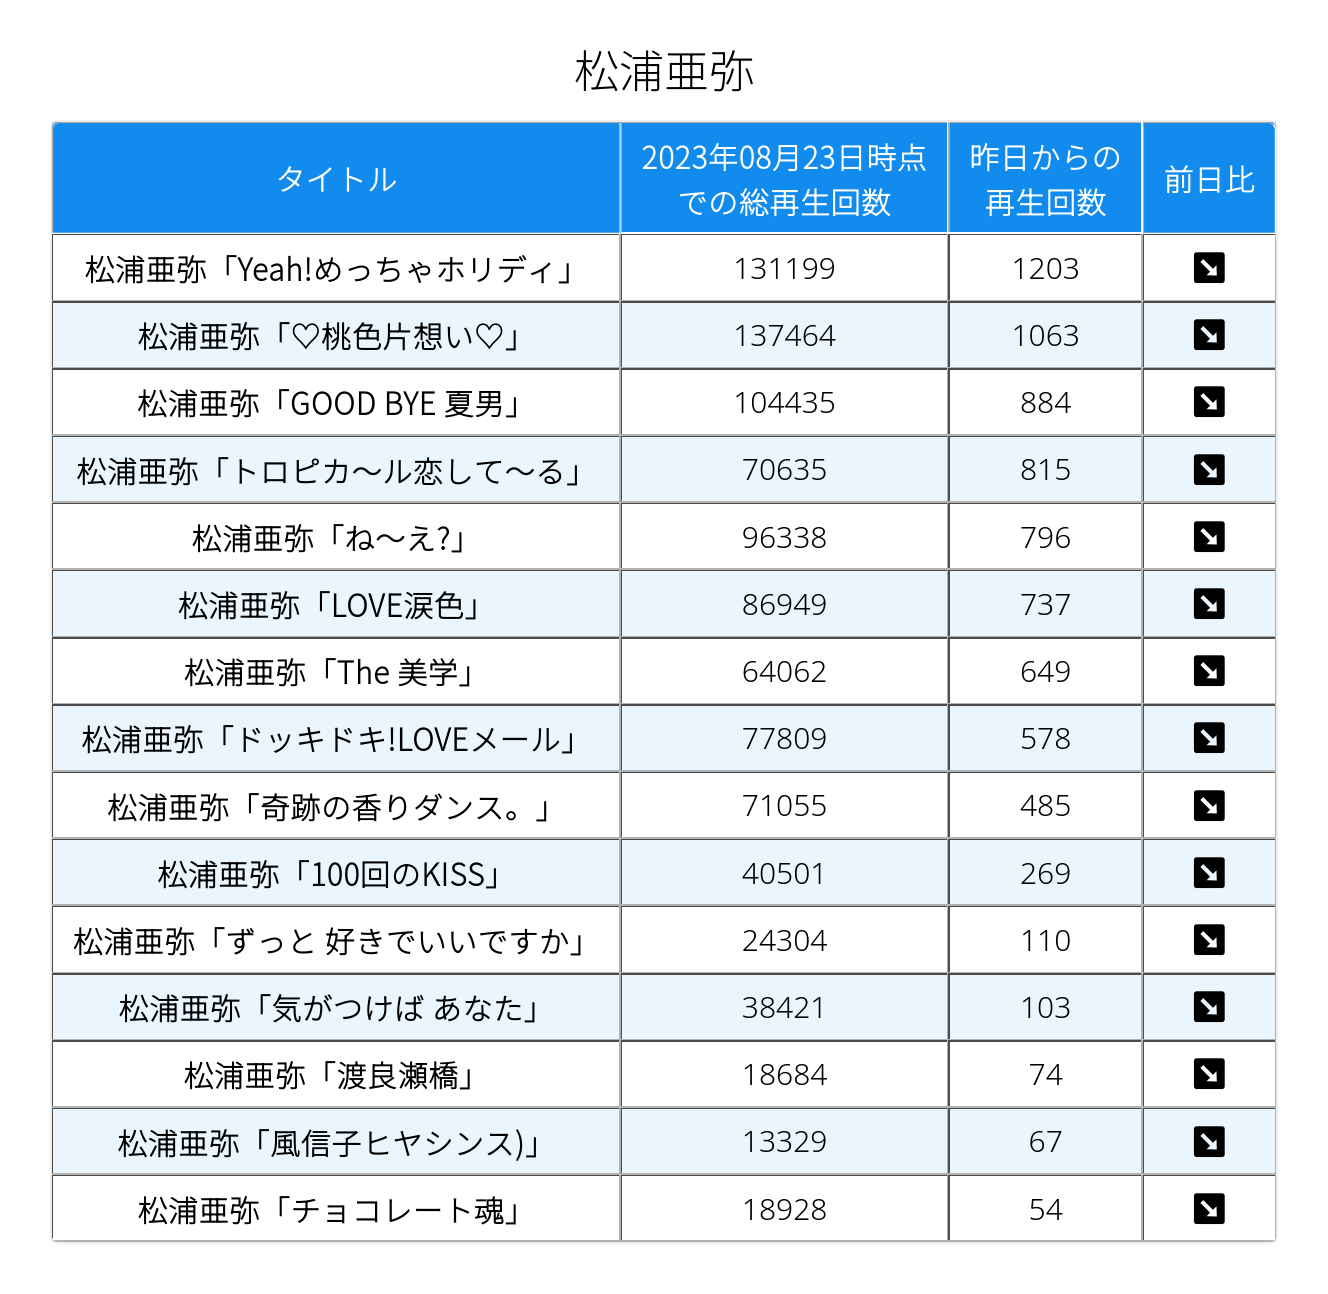 松浦亜弥
タイトル
2023年08月23日時点
での総再生回数
昨日からの
再生回数
前日比
松浦亜弥「Yeah!めっちゃホリディ」 131199 1203 ↘
松浦亜弥「♡桃色片想い♡」 137464 1063 ↘
松浦亜弥「GOOD BYE 夏男」 104435 884 ↘
松浦亜弥「トロピカ〜ル恋して〜る」 70635 815 ↘
松浦亜弥「ね〜え?」 96338 796 ↘
松浦亜弥「LOVE涙色」 86949 737 ↘
松浦亜弥「The 美学」 64062 649 ↘
松浦亜弥「ドッキドキ!LOVEメール」 77809 578 ↘
松浦亜弥「奇跡の香りダンス。」 71055 485 ↘
松浦亜弥「100回のKISS」 40501 269 ↘
松浦亜弥「ずっと 好きでいいですか」 24304 110 ↘
松浦亜弥「気がつけば あなた」 38421 103 ↘
松浦亜弥「渡良瀬橋」 18684 74 ↘
松浦亜弥「風信子ヒヤシンス)」 13329 67 ↘
松浦亜弥「チョコレート魂」 18928 54 ↘